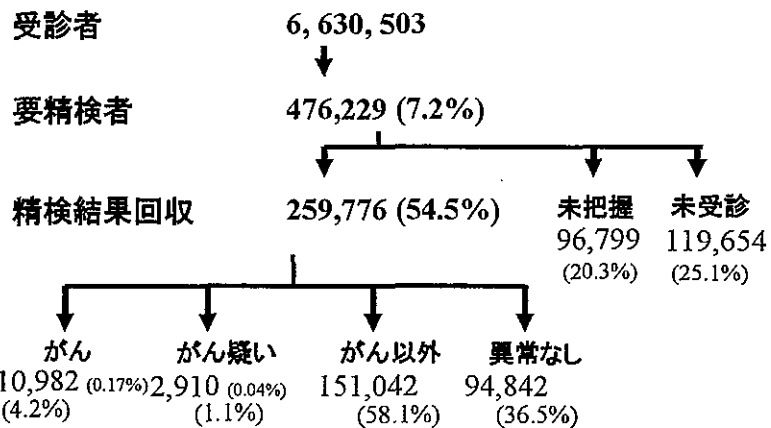 受診者 6,630,503
要精検者 476,229 (7.2%)
精検結果回収 259,776 (54.5%) 未把握 未受診
96,799 119,654
(20.3%) (25.1%)
がん がん疑い がん以外 異常なし
10,982 (0.17%) 2,910 (0.04%) 151,042 94,842
(4.2%) (1.1%) (58.1%) (36.5%)